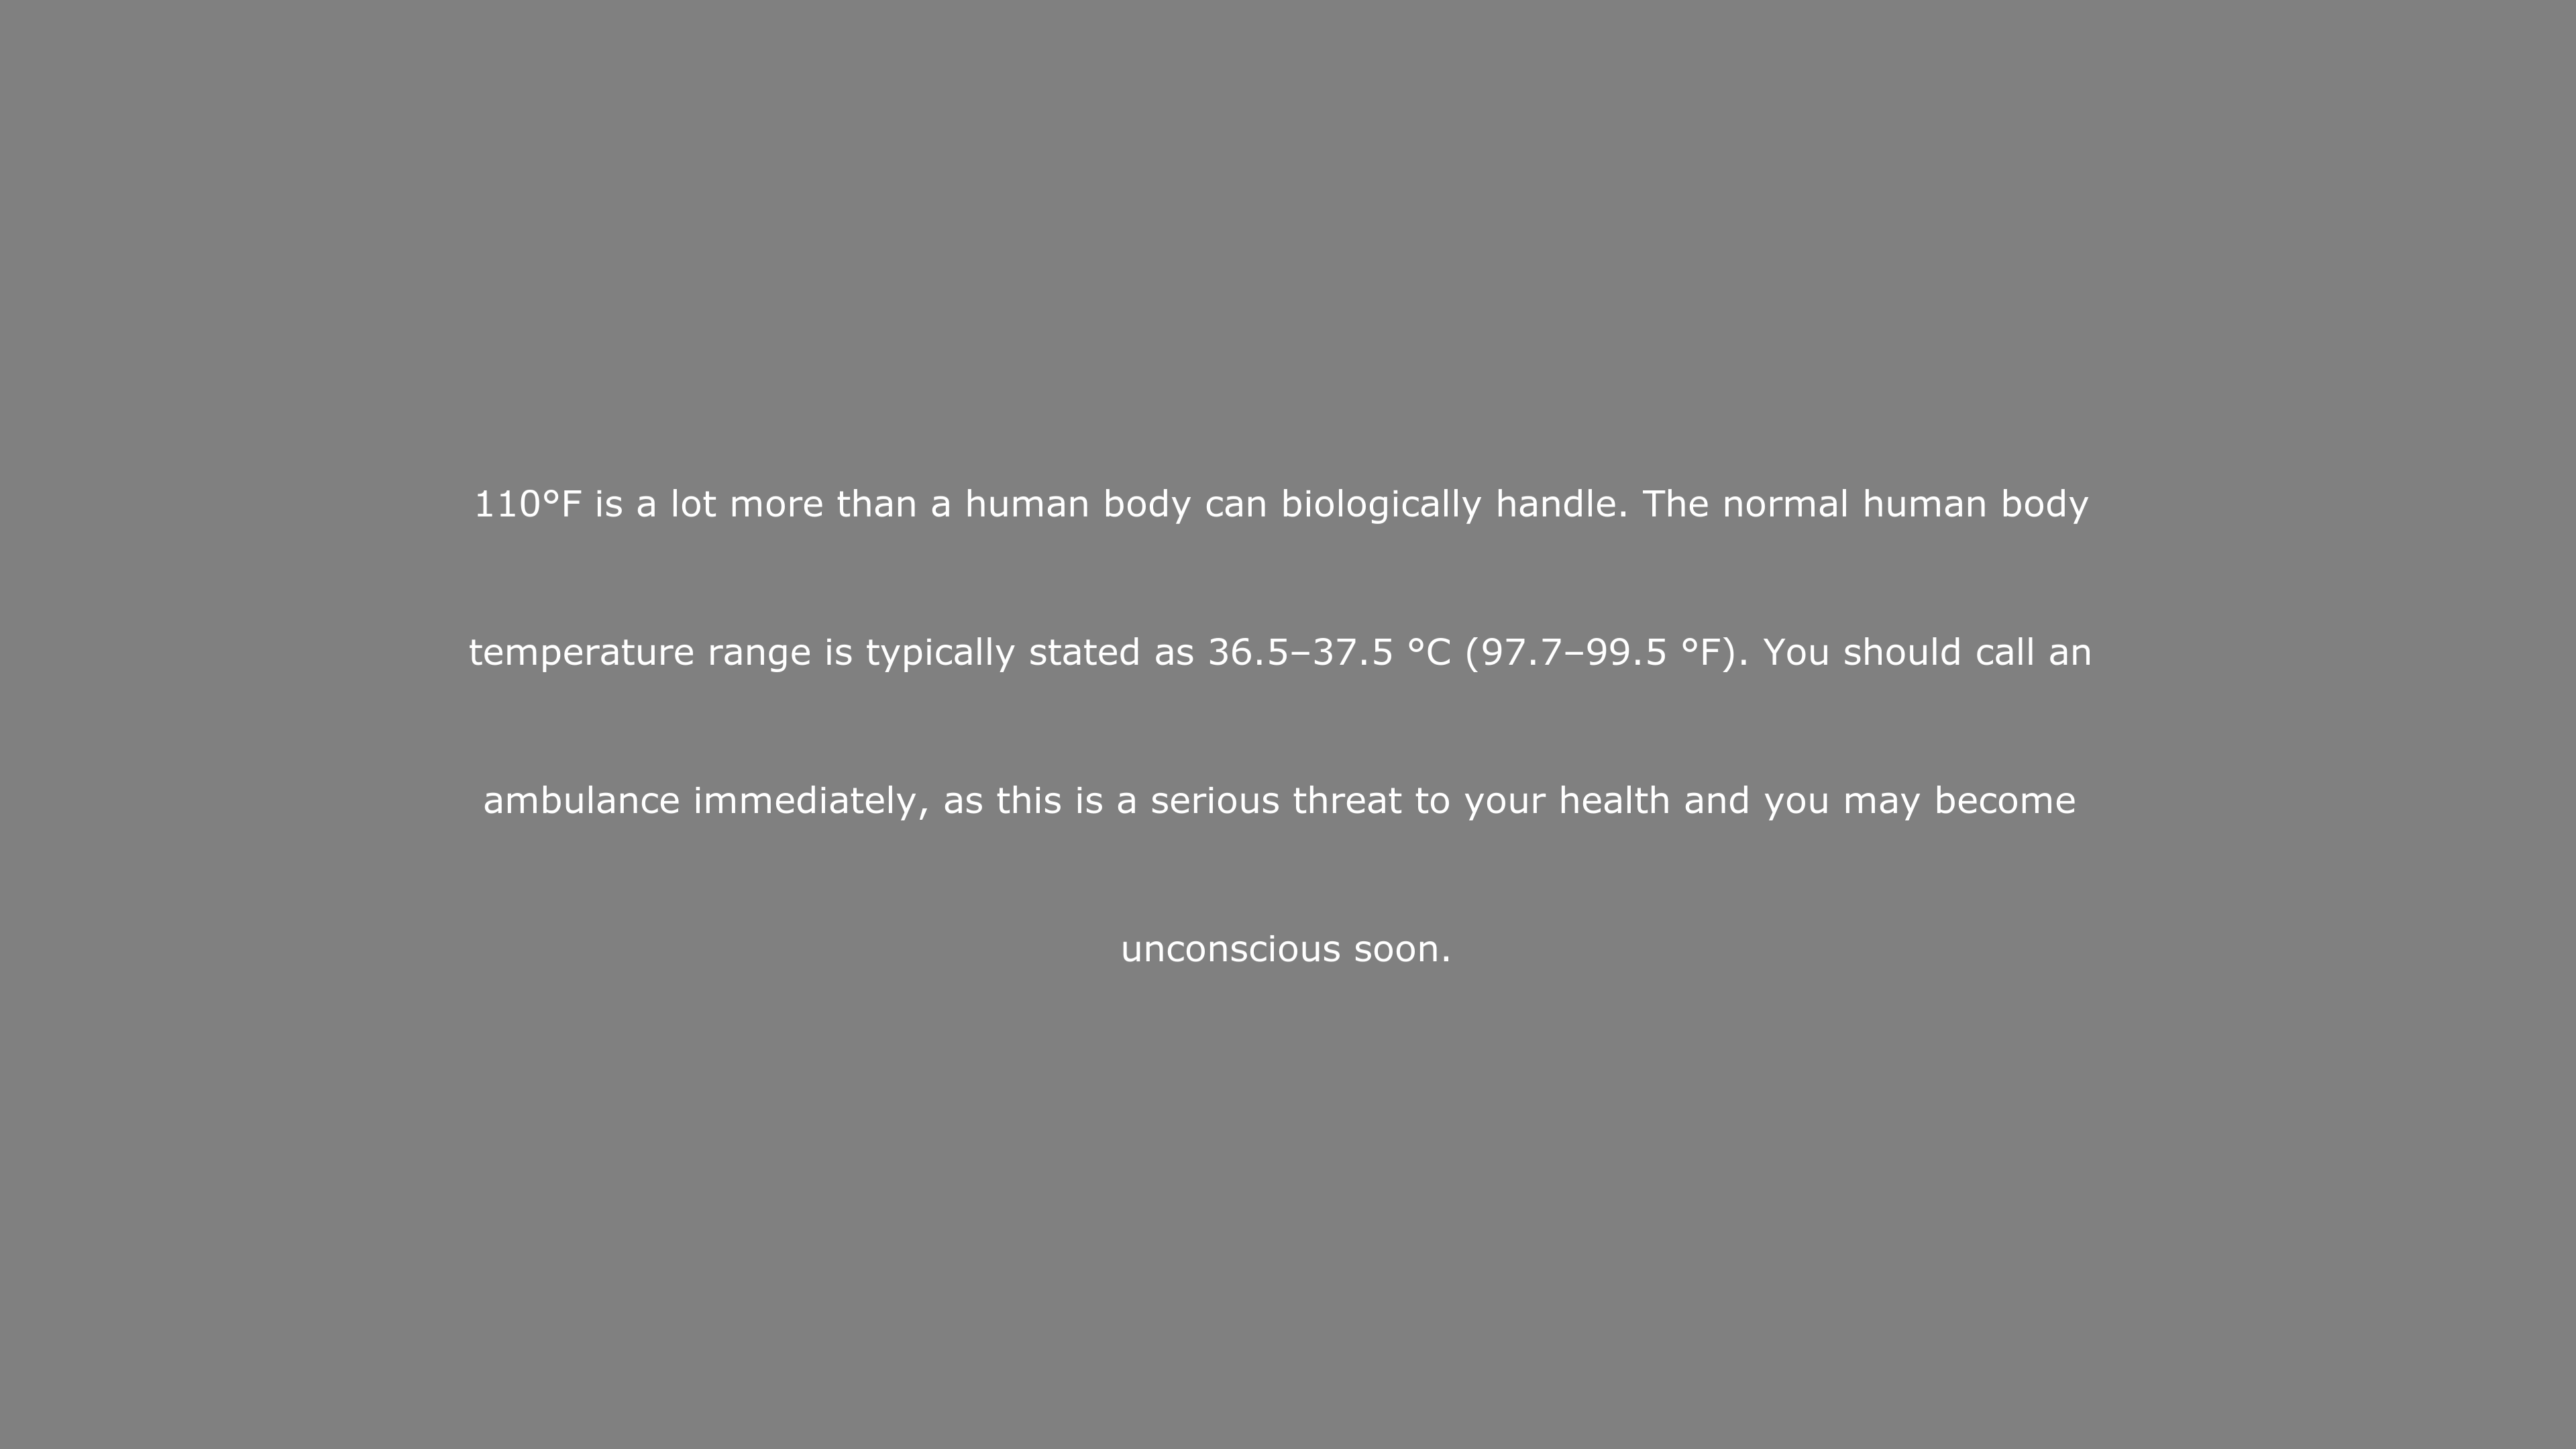 110°F is a lot more than a human body can biologically handle. The normal human body
temperature range is typically stated as 36.5–37.5 °C (97.7–99.5 °F). You should call an
ambulance immediately, as this is a serious threat to your health and you may become
unconscious soon.